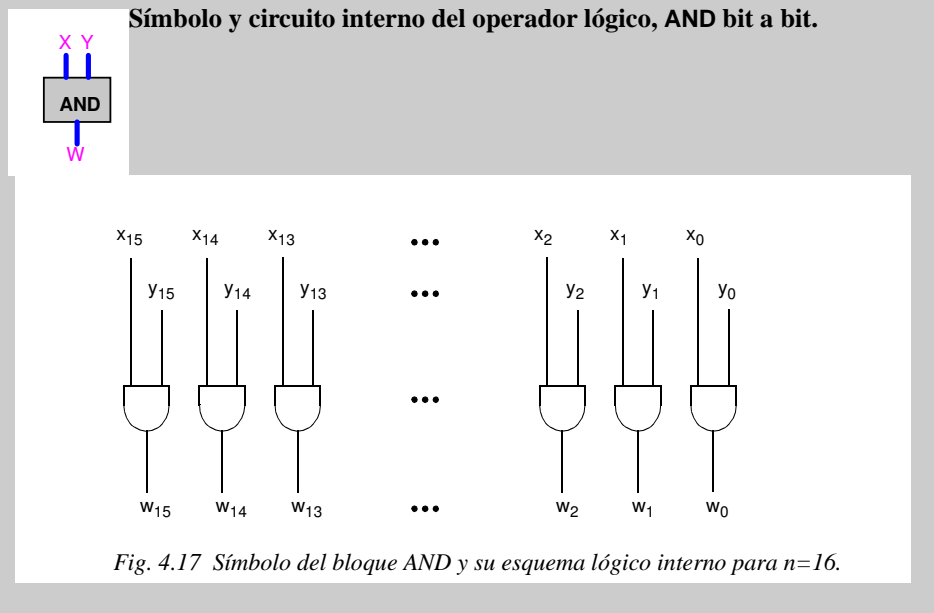 Símbolo y circuito interno del operador lógico, AND bit a bit.
X Y
AND
W
x15 x14 x13 ••• x2 x1 x0
y15 y14 y13 ••• y2 y1 y0
•••
w15 w14 w13 ••• w2 w1 w0
Fig. 4.17 Símbolo del bloque AND y su esquema lógico interno para n=16.